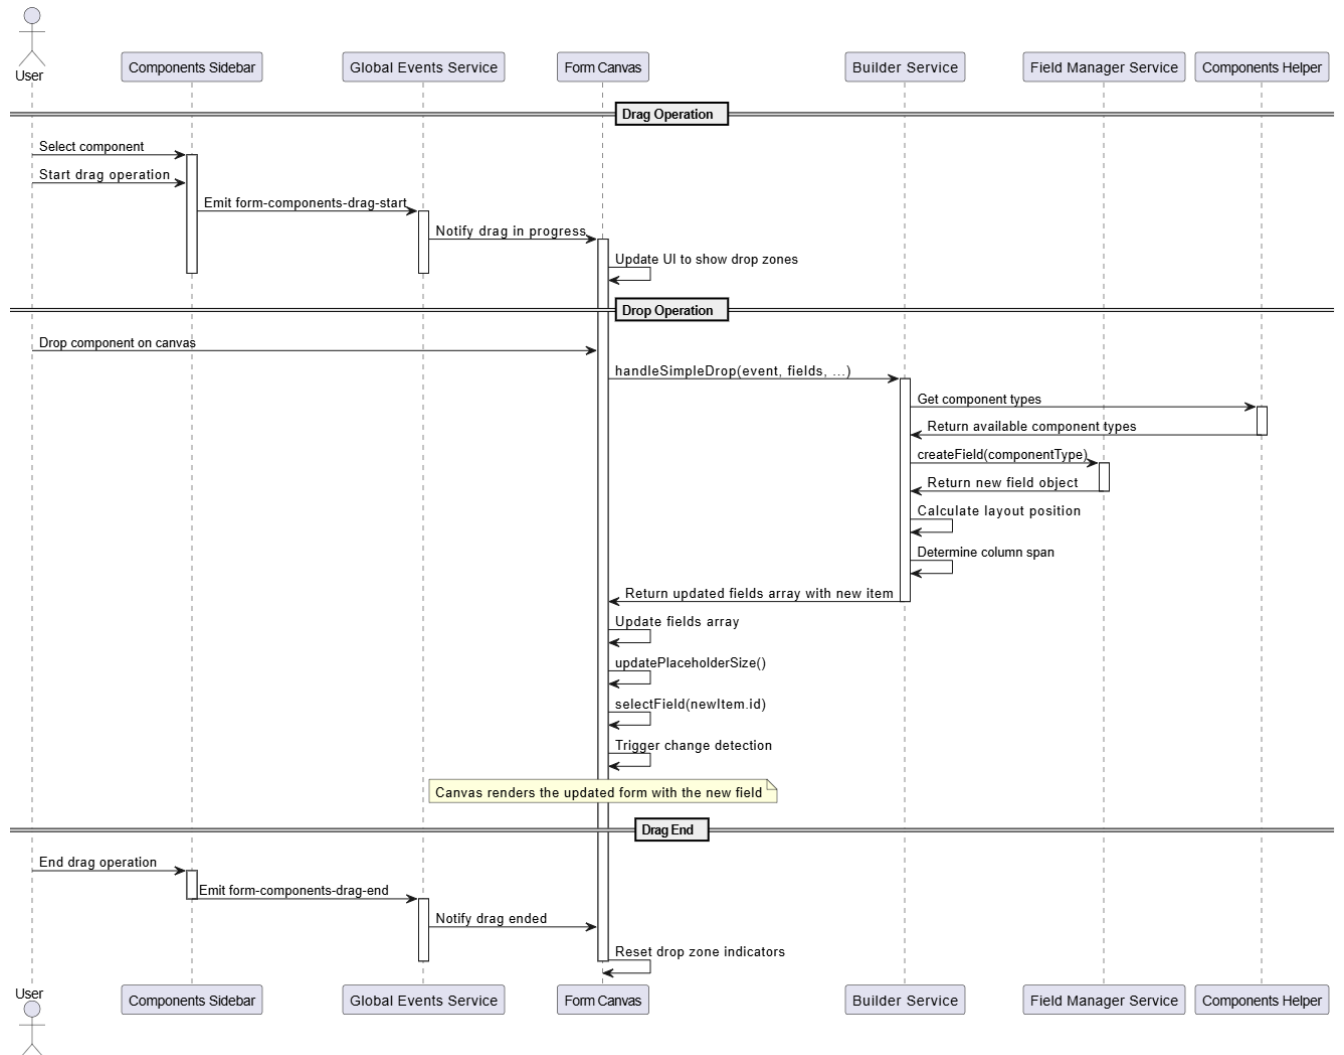 User
Components Sidebar
Global Events Service
Form Canvas
Builder Service
Field Manager Service
Components Helper
Drag Operation
Select component
Start drag operation
Emit form-components-drag-start
Notify drag in progress
Update UI to show drop zones
Drop Operation
Drop component on canvas
handleSimpleDrop(event, fields, ...)
Get component types
Return available component types
createField(componentType)
Return new field object
Calculate layout position
Determine column span
Return updated fields array with new item
Update fields array
updatePlaceholderSize()
selectField(newItem.id)
Trigger change detection
Canvas renders the updated form with the new field
Drag End
End drag operation
Emit form-components-drag-end
Notify drag ended
Reset drop zone indicators
User
Components Sidebar
Global Events Service
Form Canvas
Builder Service
Field Manager Service
Components Helper